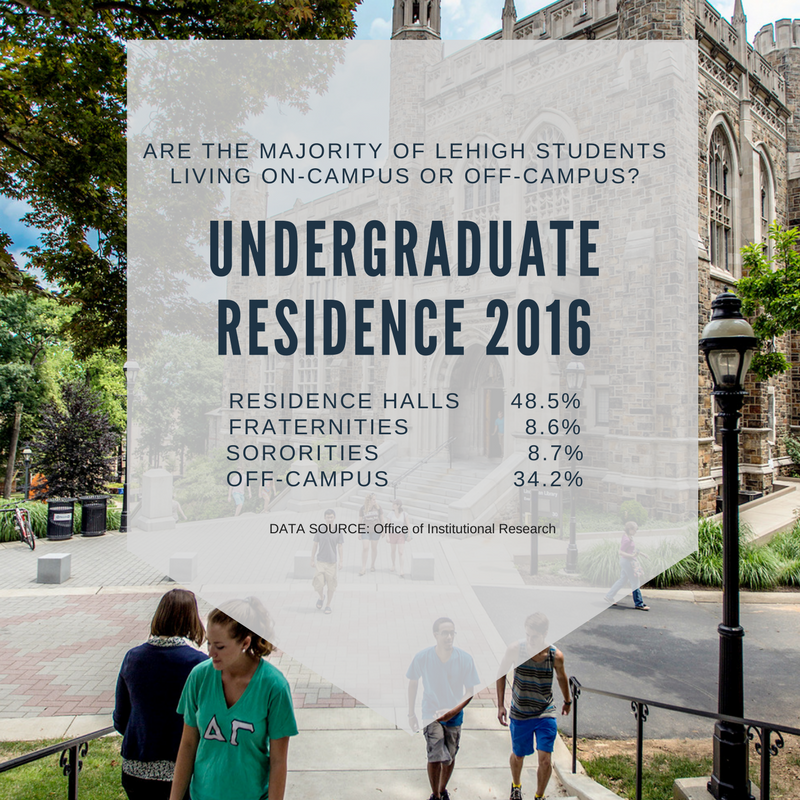 ARE THE MAJORITY OF LEHIGH STUDENTS
LIVING ON-CAMPUS OR OFF-CAMPUS?
UNDERGRADUATE
RESIDENCE 2016
RESIDENCE HALLS 48.5%
FRATERNITIES 8.6%
SORORITIES 8.7%
OFF-CAMPUS 34.2%
DATA SOURCE: Office of Institutional Research
ΔΓ